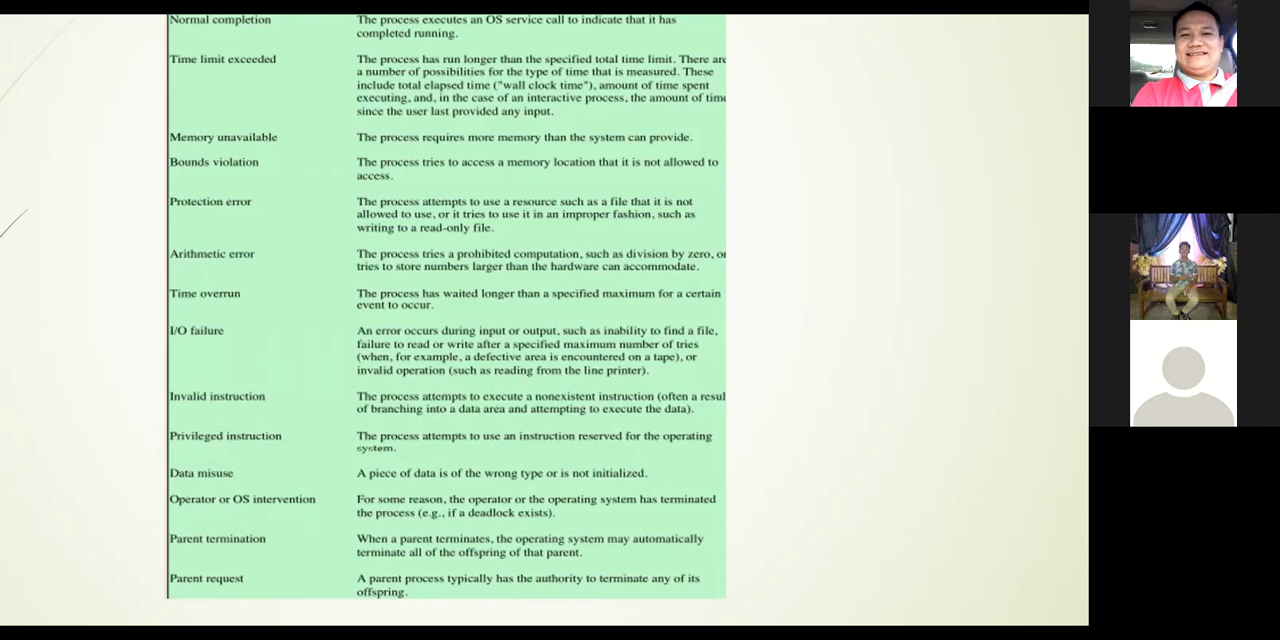 Normal completion The process executes an OS service call to indicate that it has
completed running.
Time limit exceeded The process has run longer than the specified total time limit. There are
a number of possibilities for the type of time that is measured. These
include total elapsed time ("wall clock time"), amount of time spent
executing, and, in the case of an interactive process, the amount of time
since the user last provided any input.
Memory unavailable The process requires more memory than the system can provide.
Bounds violation The process tries to access a memory location that it is not allowed to
access.
Protection error The process attempts to use a resource such as a file that it is not
allowed to use, or it tries to use it in an improper fashion, such as
writing to a read-only file.
Arithmetic error The process tries a prohibited computation, such as division by zero, or
tries to store numbers larger than the hardware can accommodate.
Time overrun The process has waited longer than a specified maximum for a certain
event to occur.
I/O failure An error occurs during input or output, such as inability to find a file,
failure to read or write after a specified maximum number of tries
(when, for example, a defective area is encountered on a tape), or
invalid operation (such as reading from the line printer).
Invalid instruction The process attempts to execute a nonexistent instruction (often a resul
of branching into a data area and attempting to execute the data).
Privileged instruction The process attempts to use an instruction reserved for the operating
system.
Data misuse A piece of data is of the wrong type or is not initialized.
Operator or OS intervention For some reason, the operator or the operating system has terminated
the process (e.g., if a deadlock exists).
Parent termination When a parent terminates, the operating system may automatically
terminate all of the offspring of that parent.
Parent request A parent process typically has the authority to terminate any of its
offspring.